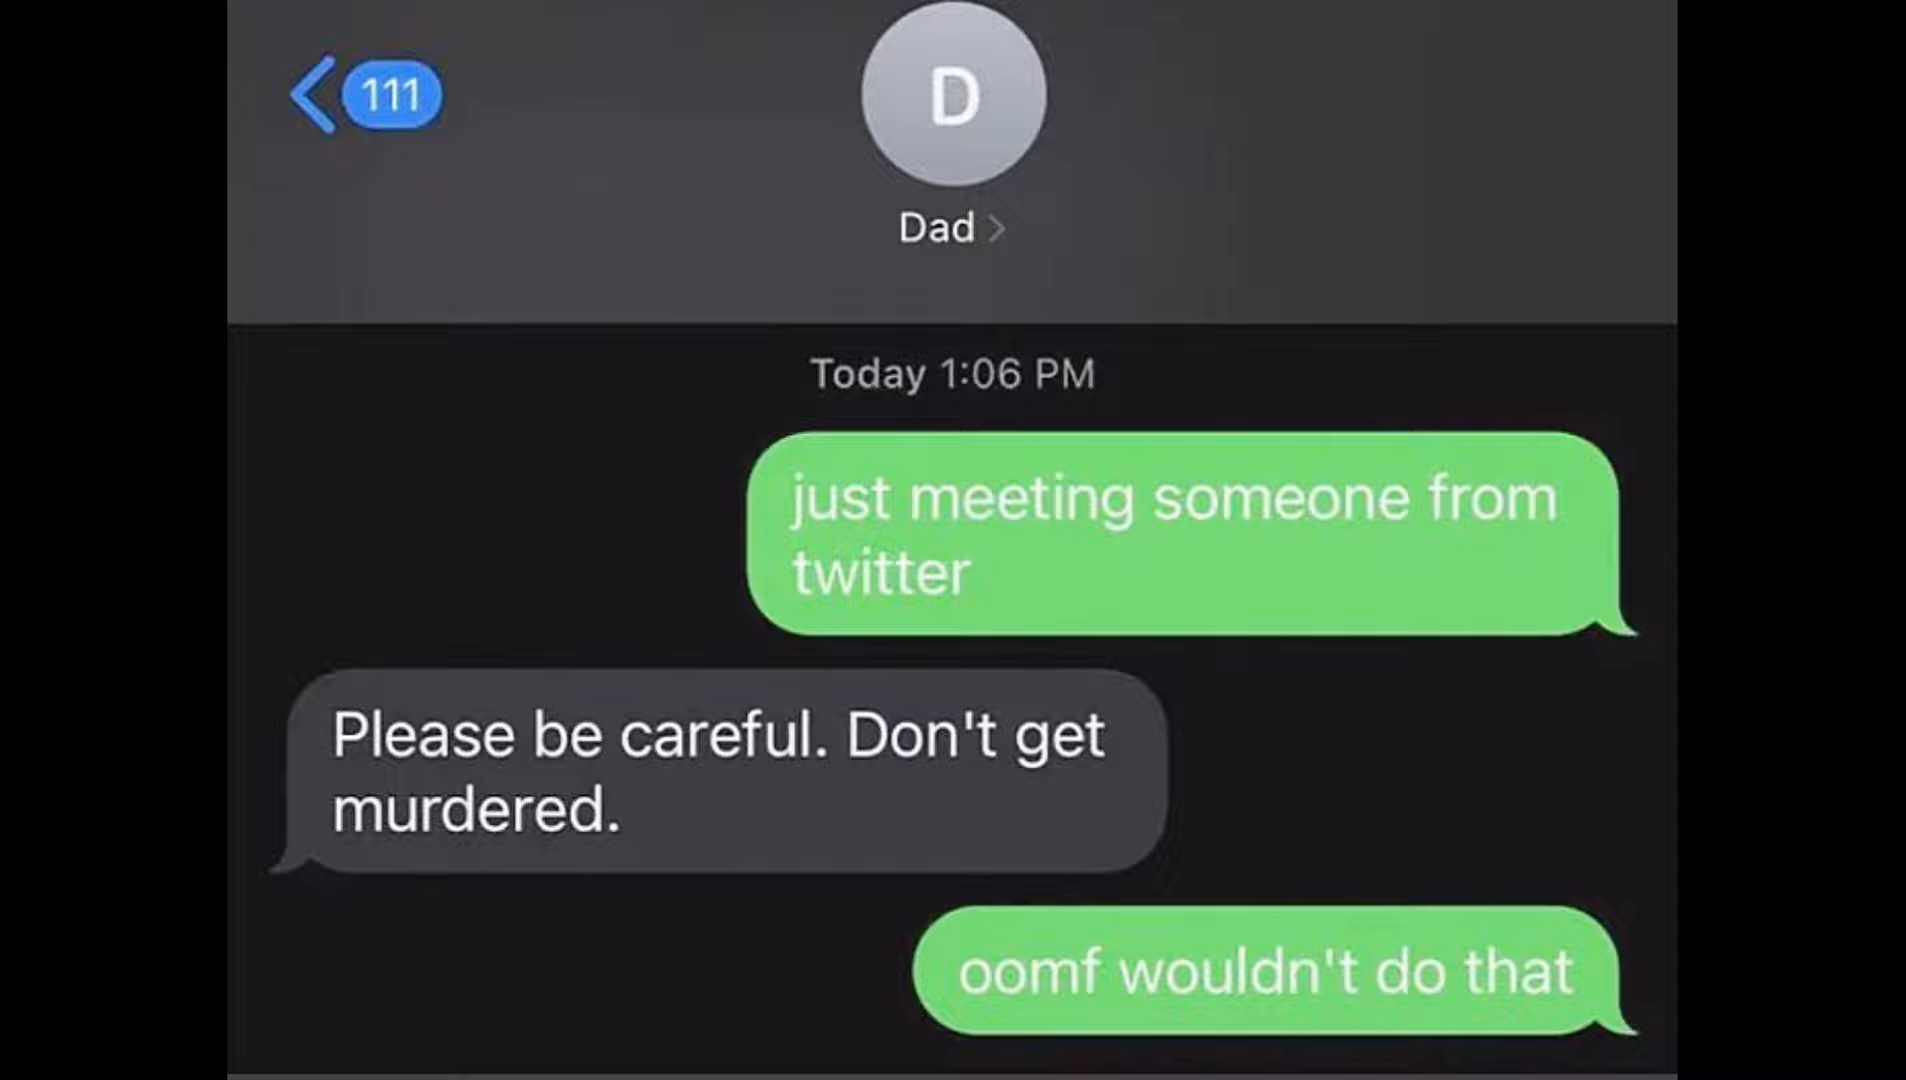 111
D
Dad
Today 1:06 PM
just meeting someone from
twitter
Please be careful. Don't get
murdered.
oomf wouldn't do that